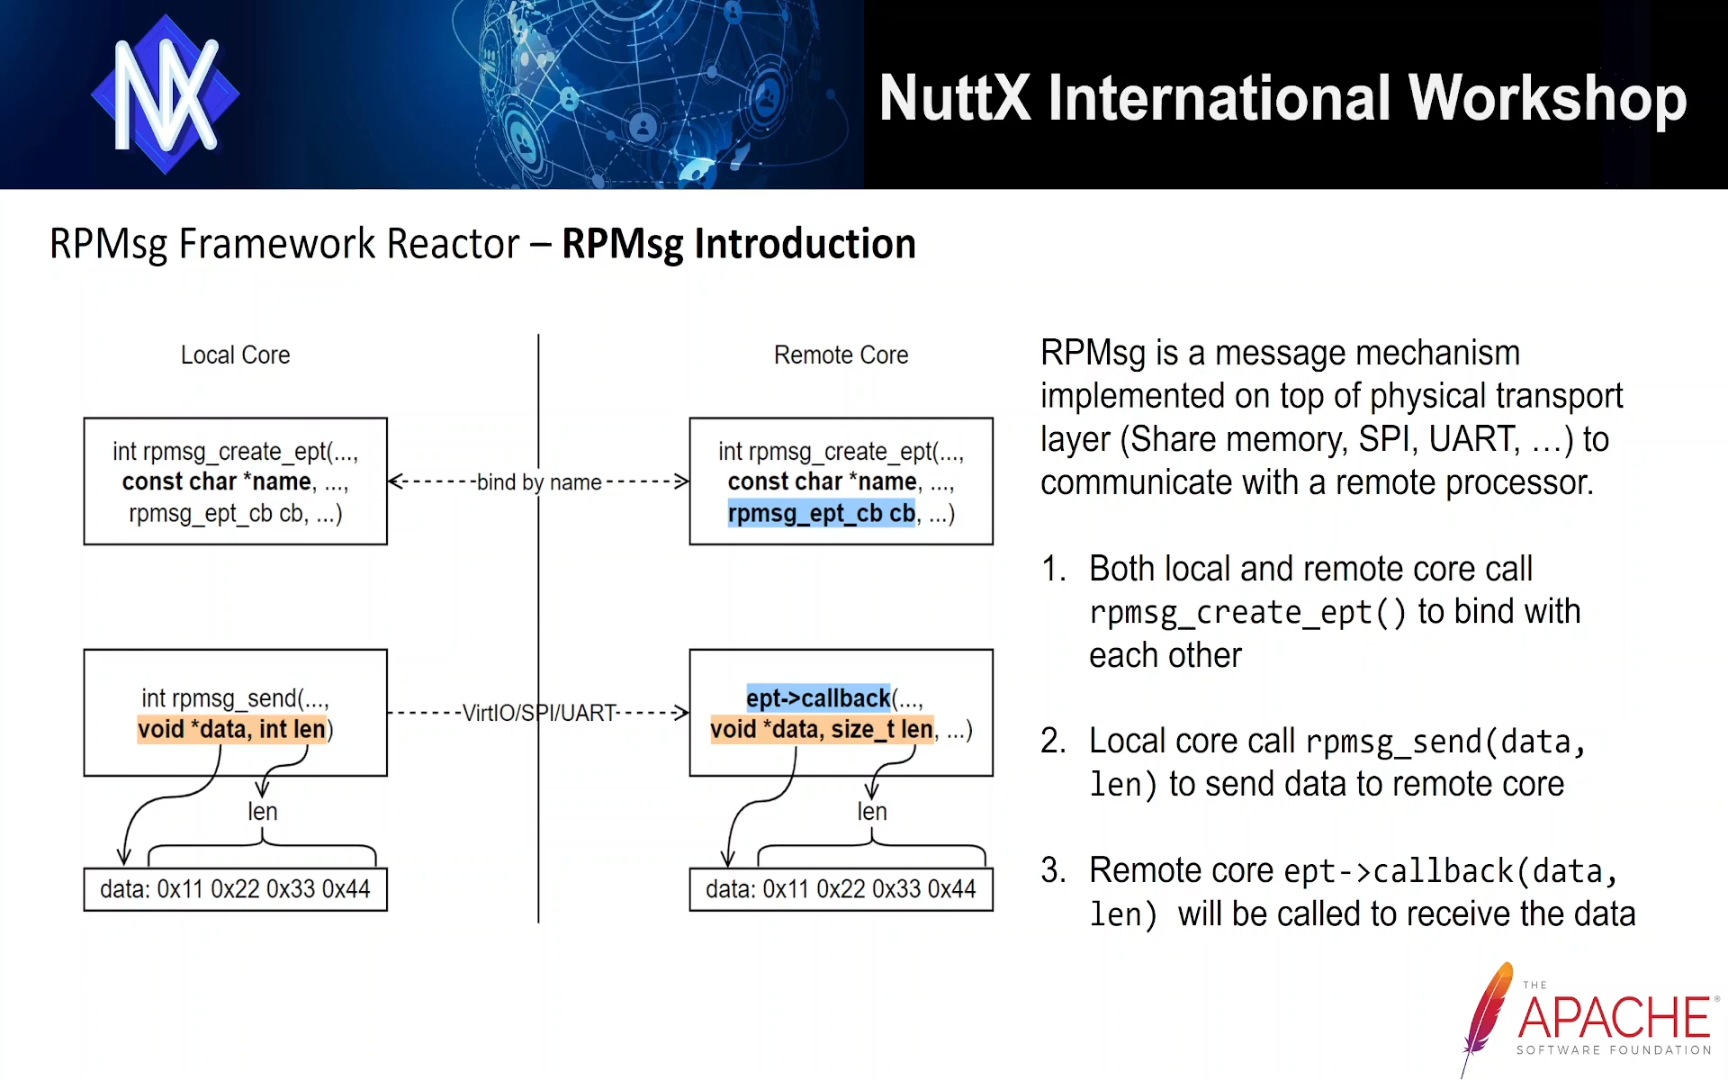 NX
NuttX International Workshop
RPMsg Framework Reactor – RPMsg Introduction
Local Core
Remote Core
int rpmsg_create_ept(...,
const char *name, ...,
rpmsg_ept_cb cb, ...)
bind by name
int rpmsg_create_ept(...,
const char *name, ...,
rpmsg_ept_cb cb, ...)
int rpmsg_send(...,
void *data, int len)
VirtIO/SPI/UART
ept->callback(...,
void *data, size_t len, ...)
len
len
data: 0x11 0x22 0x33 0x44
data: 0x11 0x22 0x33 0x44
RPMsg is a message mechanism
implemented on top of physical transport
layer (Share memory, SPI, UART, ...) to
communicate with a remote processor.
1. Both local and remote core call
rpmsg_create_ept() to bind with
each other
2. Local core call rpmsg_send(data,
len) to send data to remote core
3. Remote core ept->callback(data,
len) will be called to receive the data
THE
APACHE®
SOFTWARE FOUNDATION